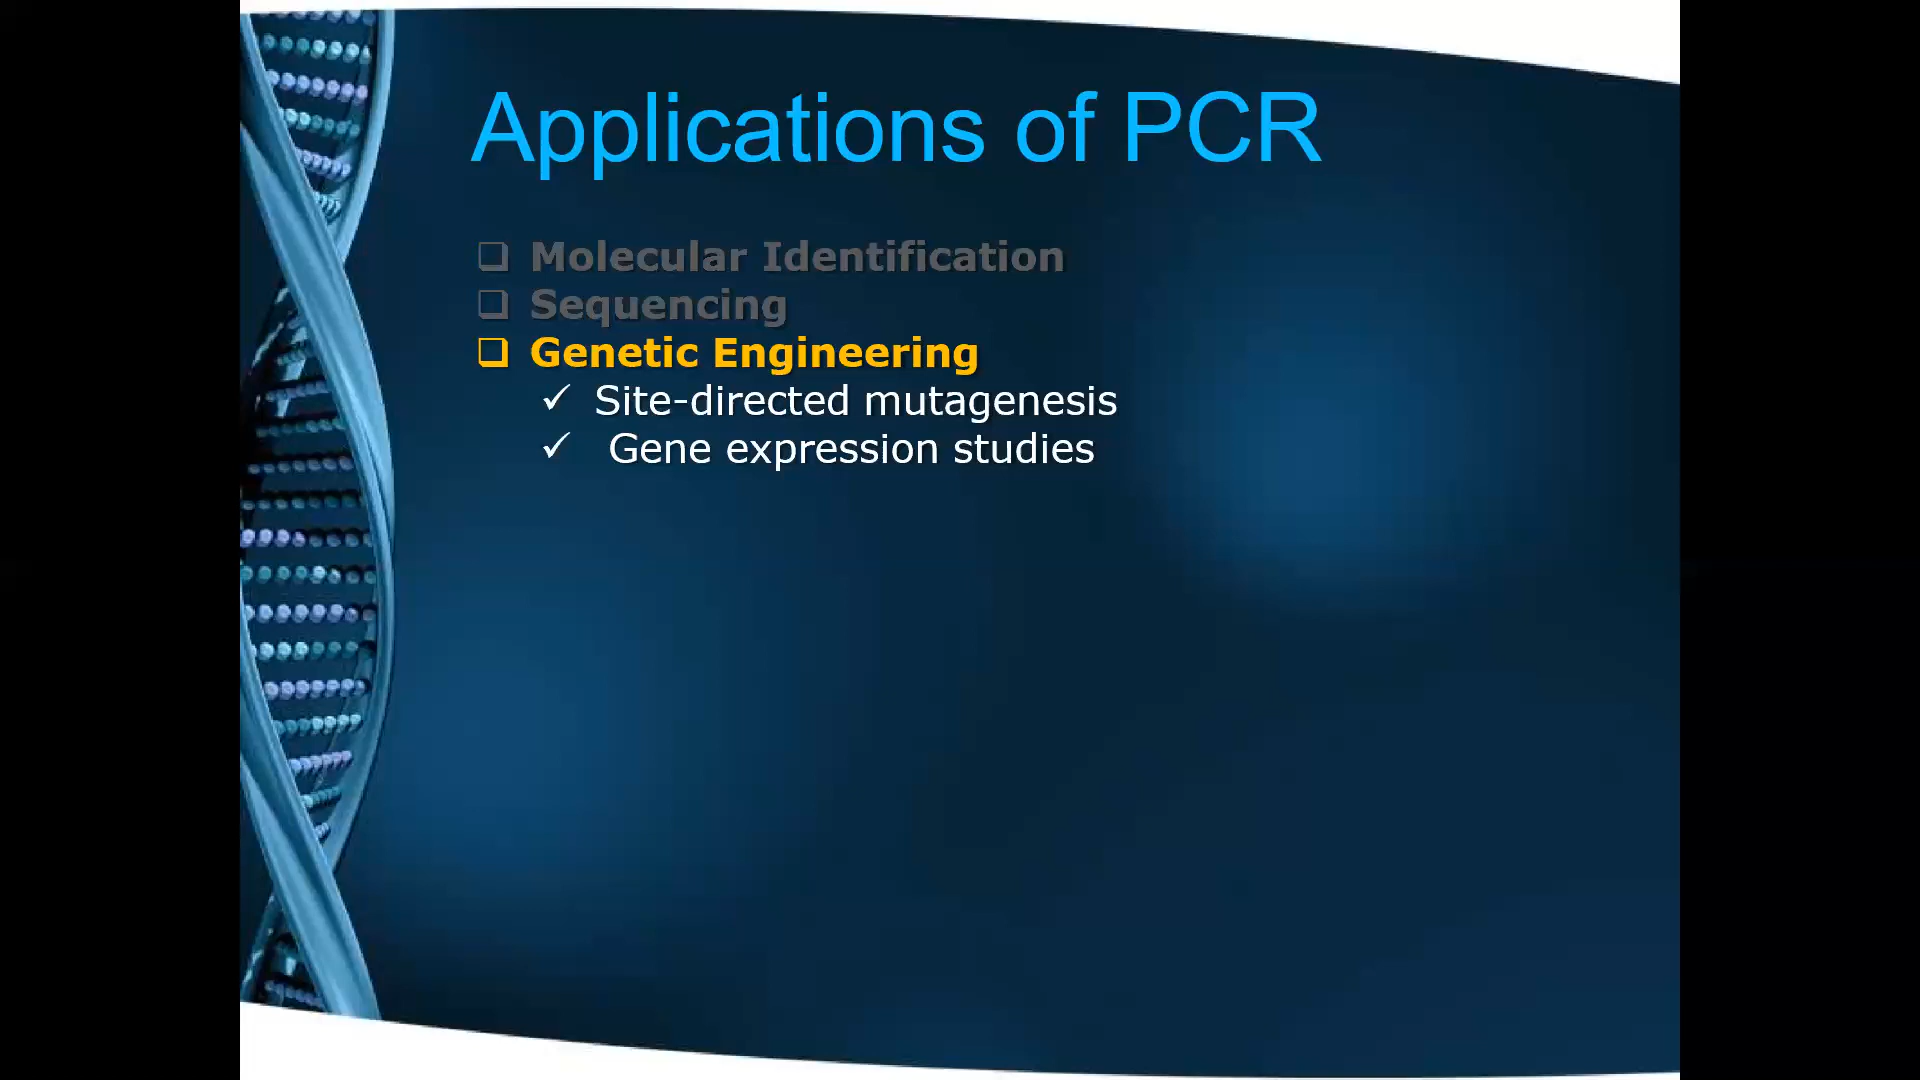 Applications of PCR
❑ Molecular Identification
❑ Sequencing
❑ Genetic Engineering
✓ Site-directed mutagenesis
✓ Gene expression studies